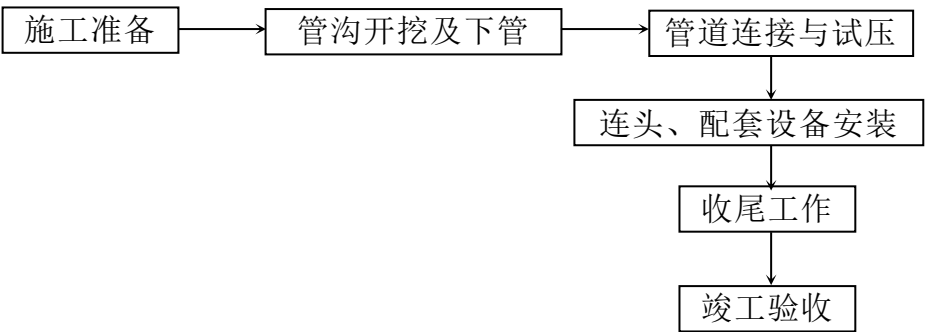 施工准备
管沟开挖及下管
管道连接与试压
连头、配套设备安装
收尾工作
竣工验收